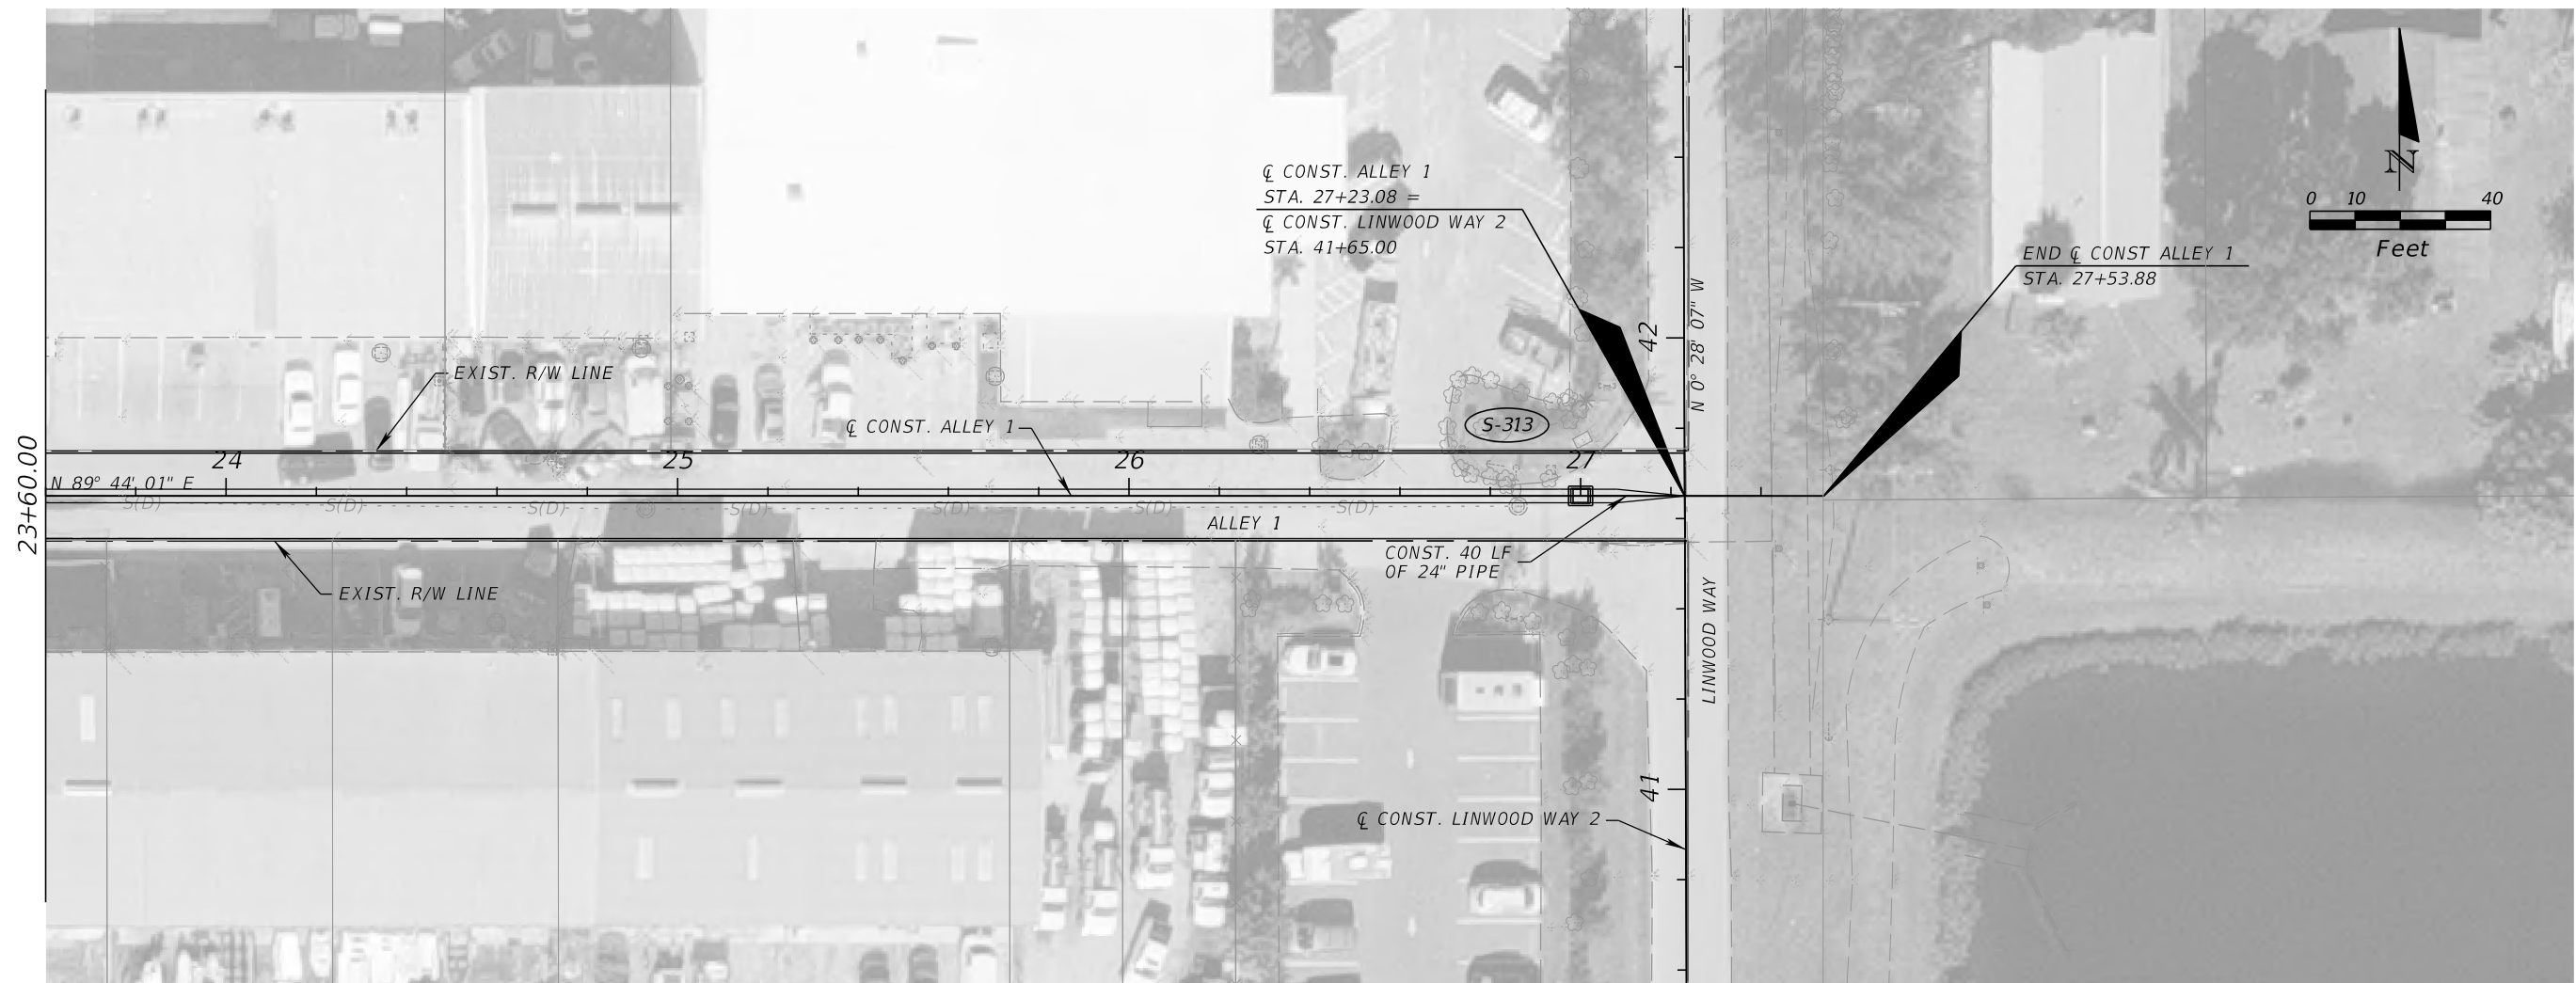 ℄ CONST. ALLEY 1
STA. 27+23.08 =
℄ CONST. LINWOOD WAY 2
STA. 41+65.00
N
0 10 40
Feet
END ℄ CONST ALLEY 1
STA. 27+53.88
42
N 0° 28' 07" W
EXIST. R/W LINE
℄ CONST. ALLEY 1
S-313
23+60.00
24 25 26 27
N 89° 44' 01" E
S(D) S(D) S(D) S(D) S(D) S(D) S(D)
ALLEY 1
CONST. 40 LF
OF 24" PIPE
EXIST. R/W LINE
LINWOOD WAY
41
℄ CONST. LINWOOD WAY 2